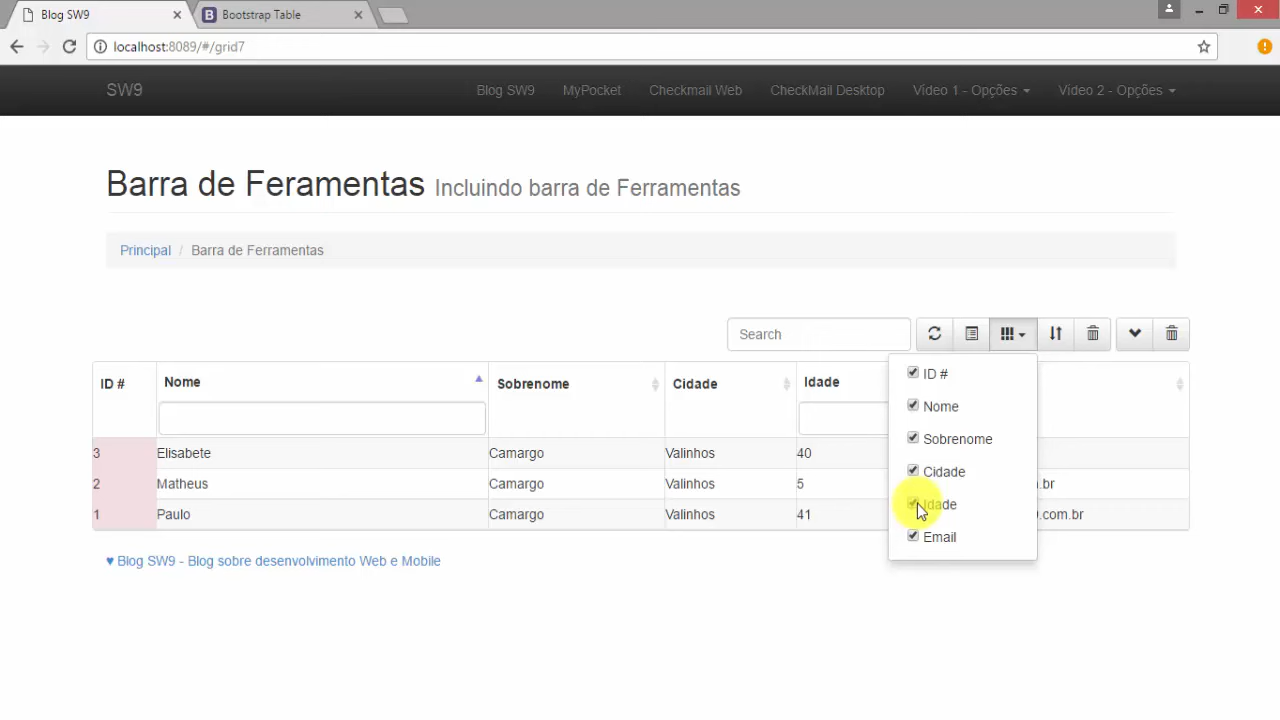 Blog SW9
Bootstrap Table
localhost:8089/#/grid7
SW9 Blog SW9 MyPocket Checkmail Web CheckMail Desktop Vídeo 1 - Opções Vídeo 2 - Opções
Barra de Feramentas Incluindo barra de Ferramentas
Principal / Barra de Ferramentas
Search
ID # Nome Sobrenome Cidade Idade
3 Elisabete Camargo Valinhos 40
2 Matheus Camargo Valinhos 5 .br
1 Paulo Camargo Valinhos 41 .com.br
ID #
Nome
Sobrenome
Cidade
Idade
Email
♥ Blog SW9 - Blog sobre desenvolvimento Web e Mobile